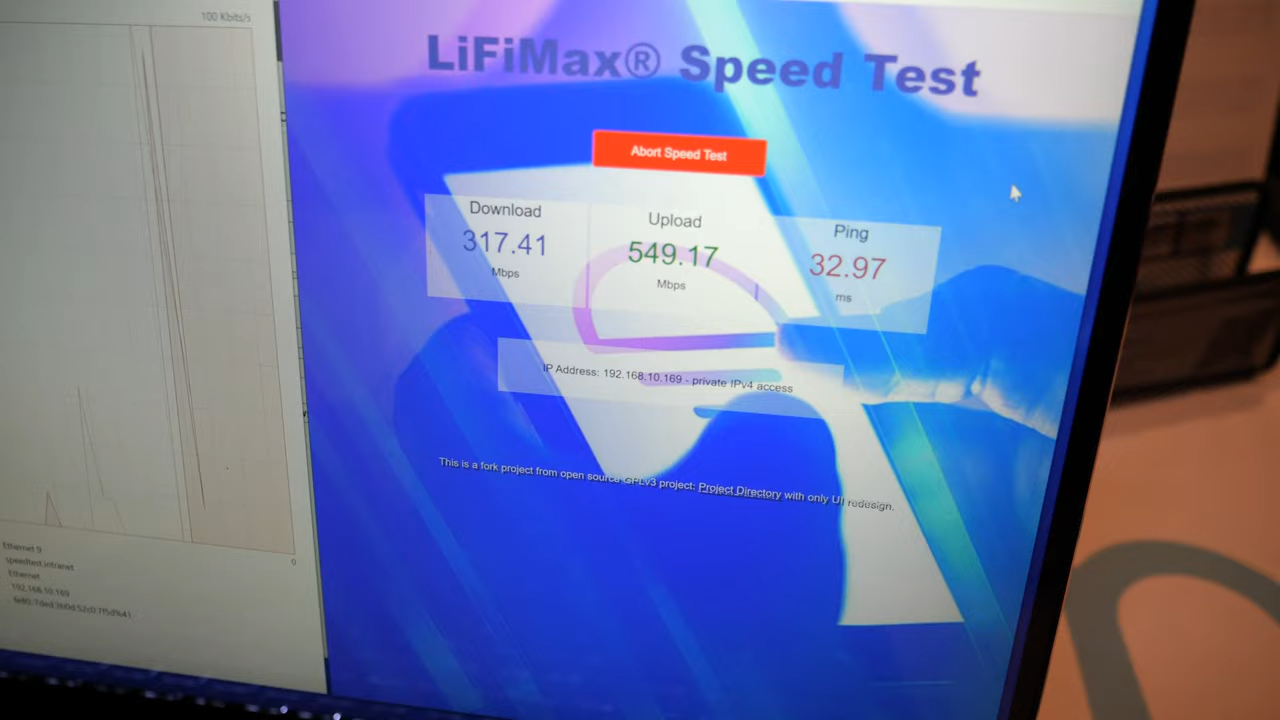 100 Kbits/s
LiFiMax® Speed Test
Abort Speed Test
Download
317.41
Mbps
Upload
549.17
Mbps
Ping
32.97
ms
IP Address: 192.168.10.169 - private IPv4 access
This is a fork project from open source GPLv3 project: Project Directory with only UI redesign.
Ethernet 9
speedtest.intranet
Ethernet
192.168.10.169
0